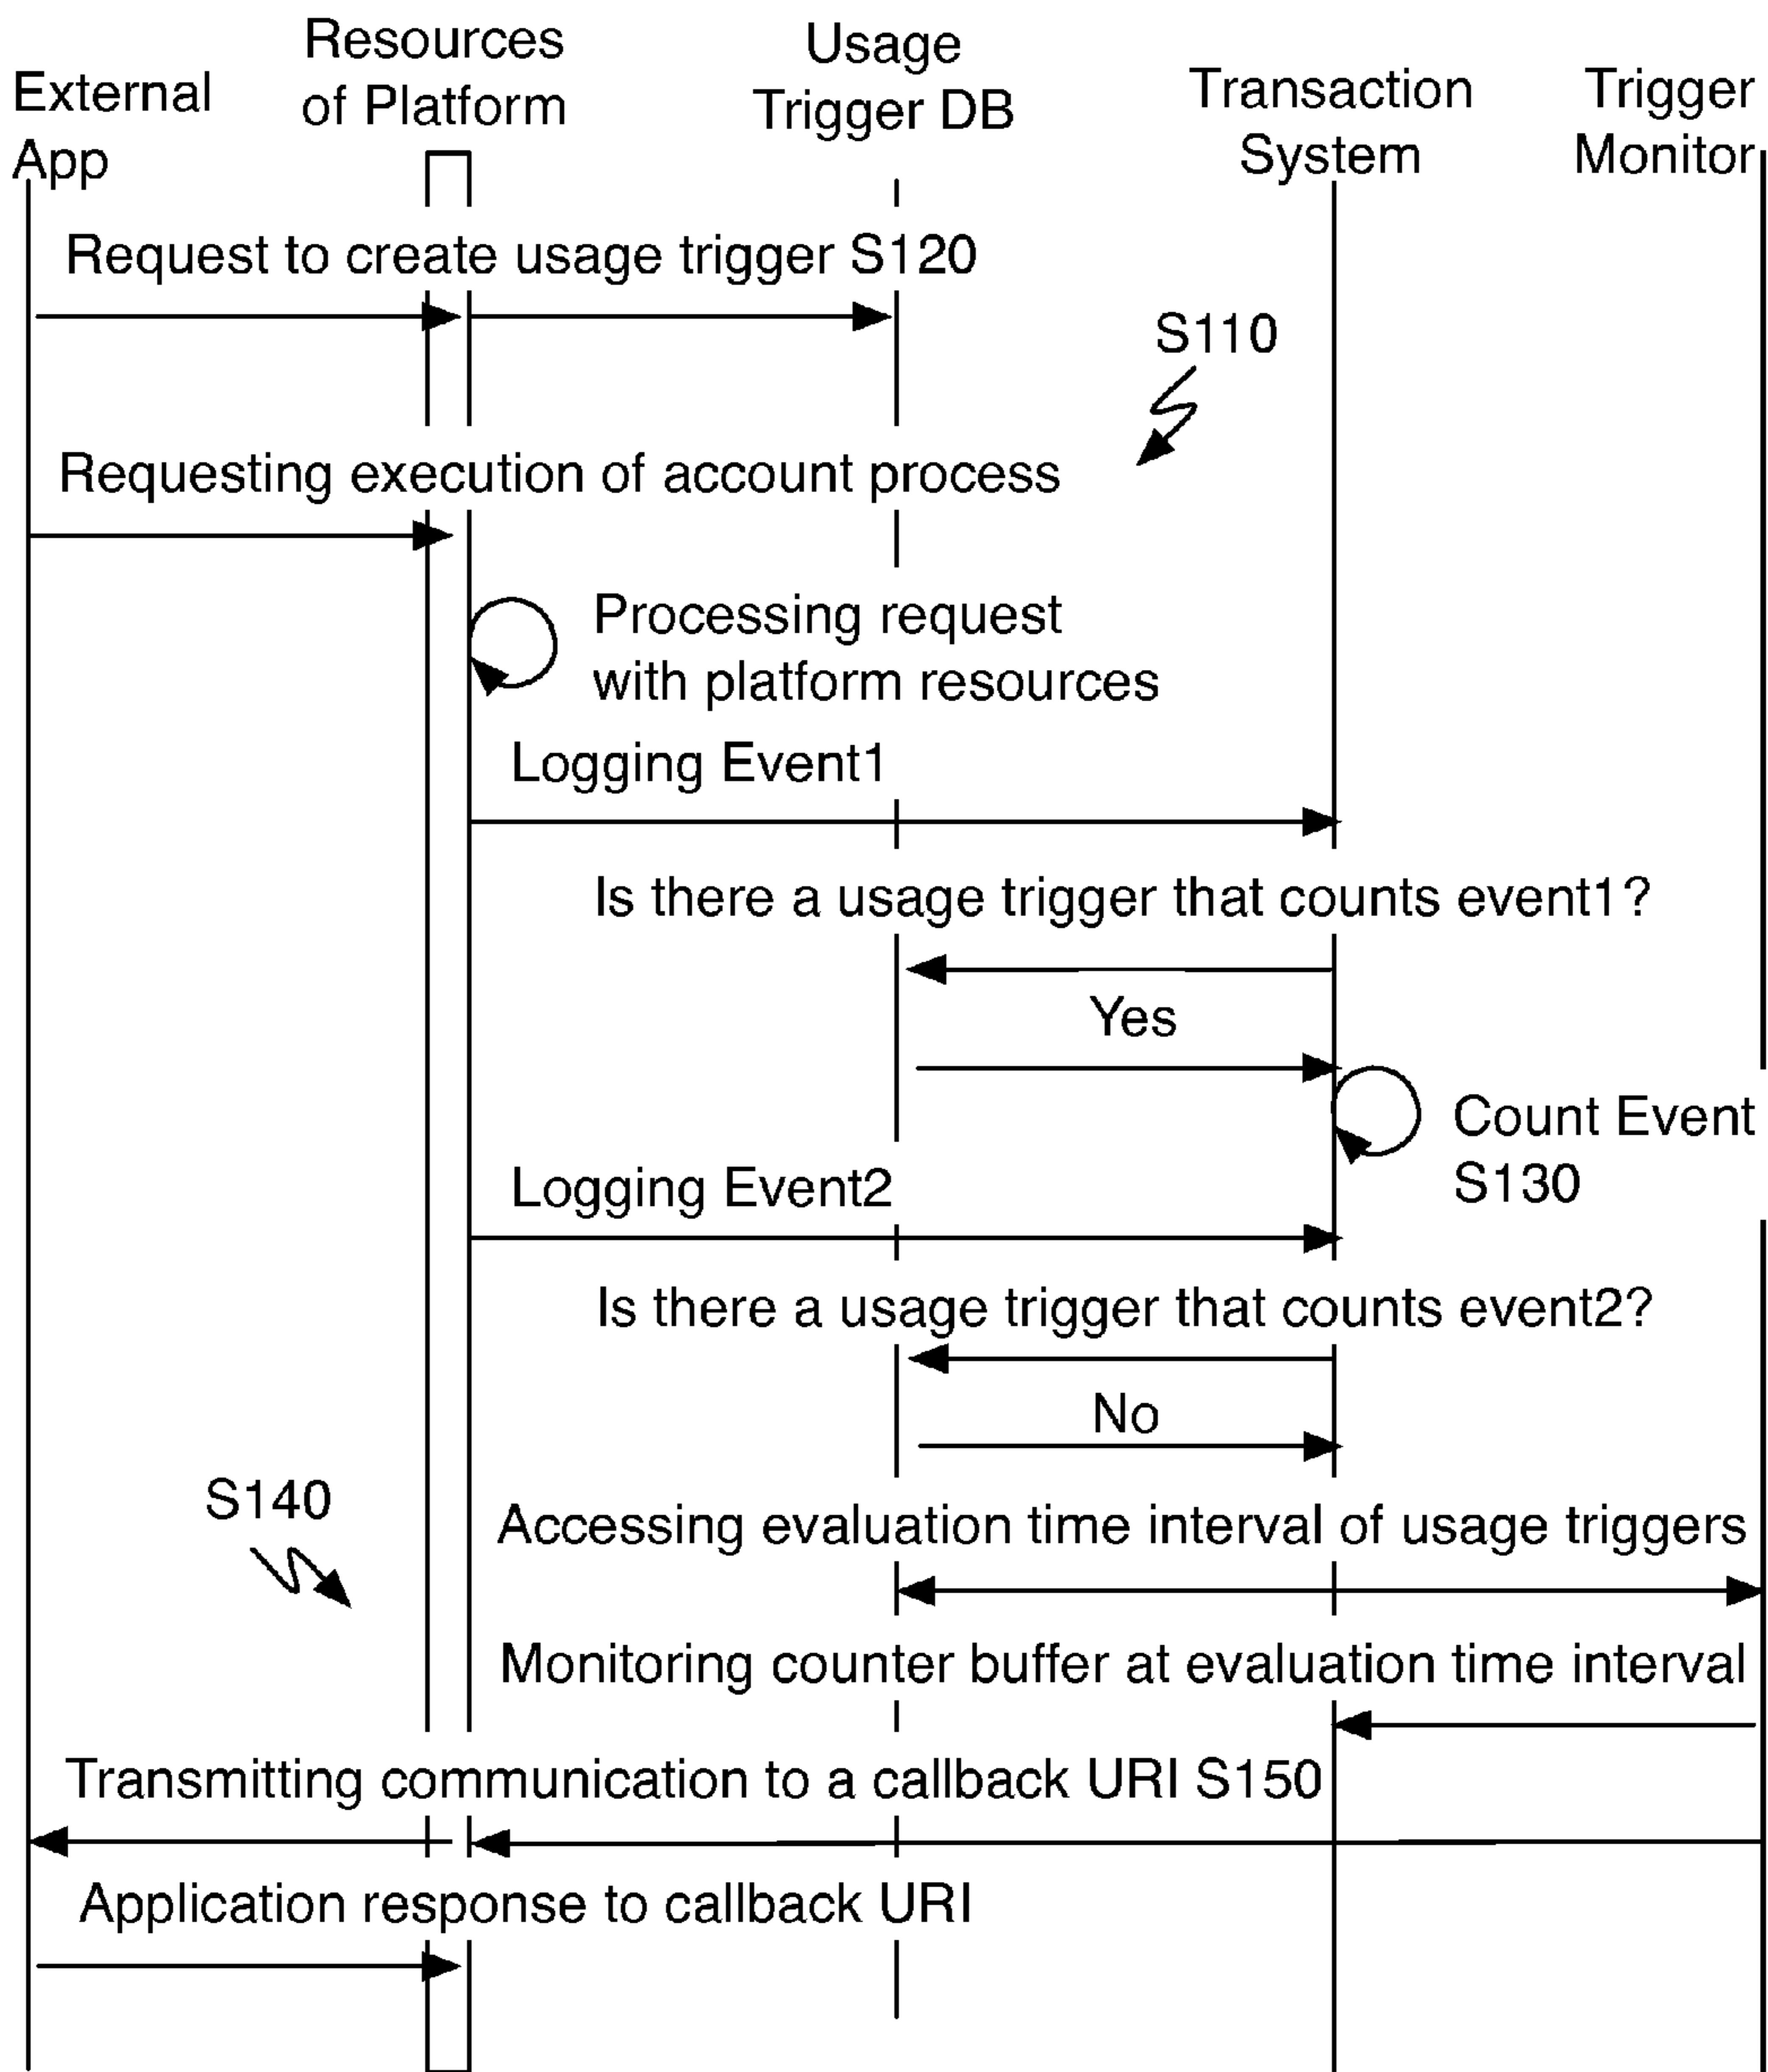 External
App
Resources
of Platform
Usage
Trigger DB
Transaction
System
Trigger
Monitor
Request to create usage trigger S120
S110
Requesting execution of account process
Processing request
with platform resources
Logging Event1
Is there a usage trigger that counts event1?
Yes
Count Event
S130
Logging Event2
Is there a usage trigger that counts event2?
No
S140
Accessing evaluation time interval of usage triggers
Monitoring counter buffer at evaluation time interval
Transmitting communication to a callback URI S150
Application response to callback URI